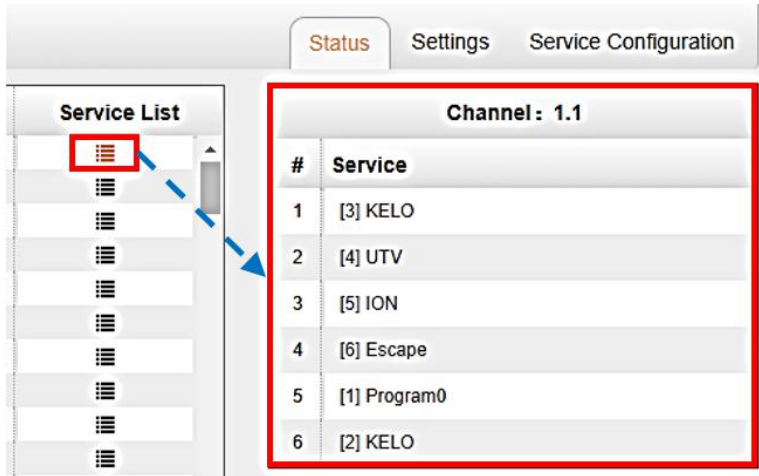 Status Settings Service Configuration
Service List
Channel： 1.1
# Service
1 [3] KELO
2 [4] UTV
3 [5] ION
4 [6] Escape
5 [1] Program0
6 [2] KELO